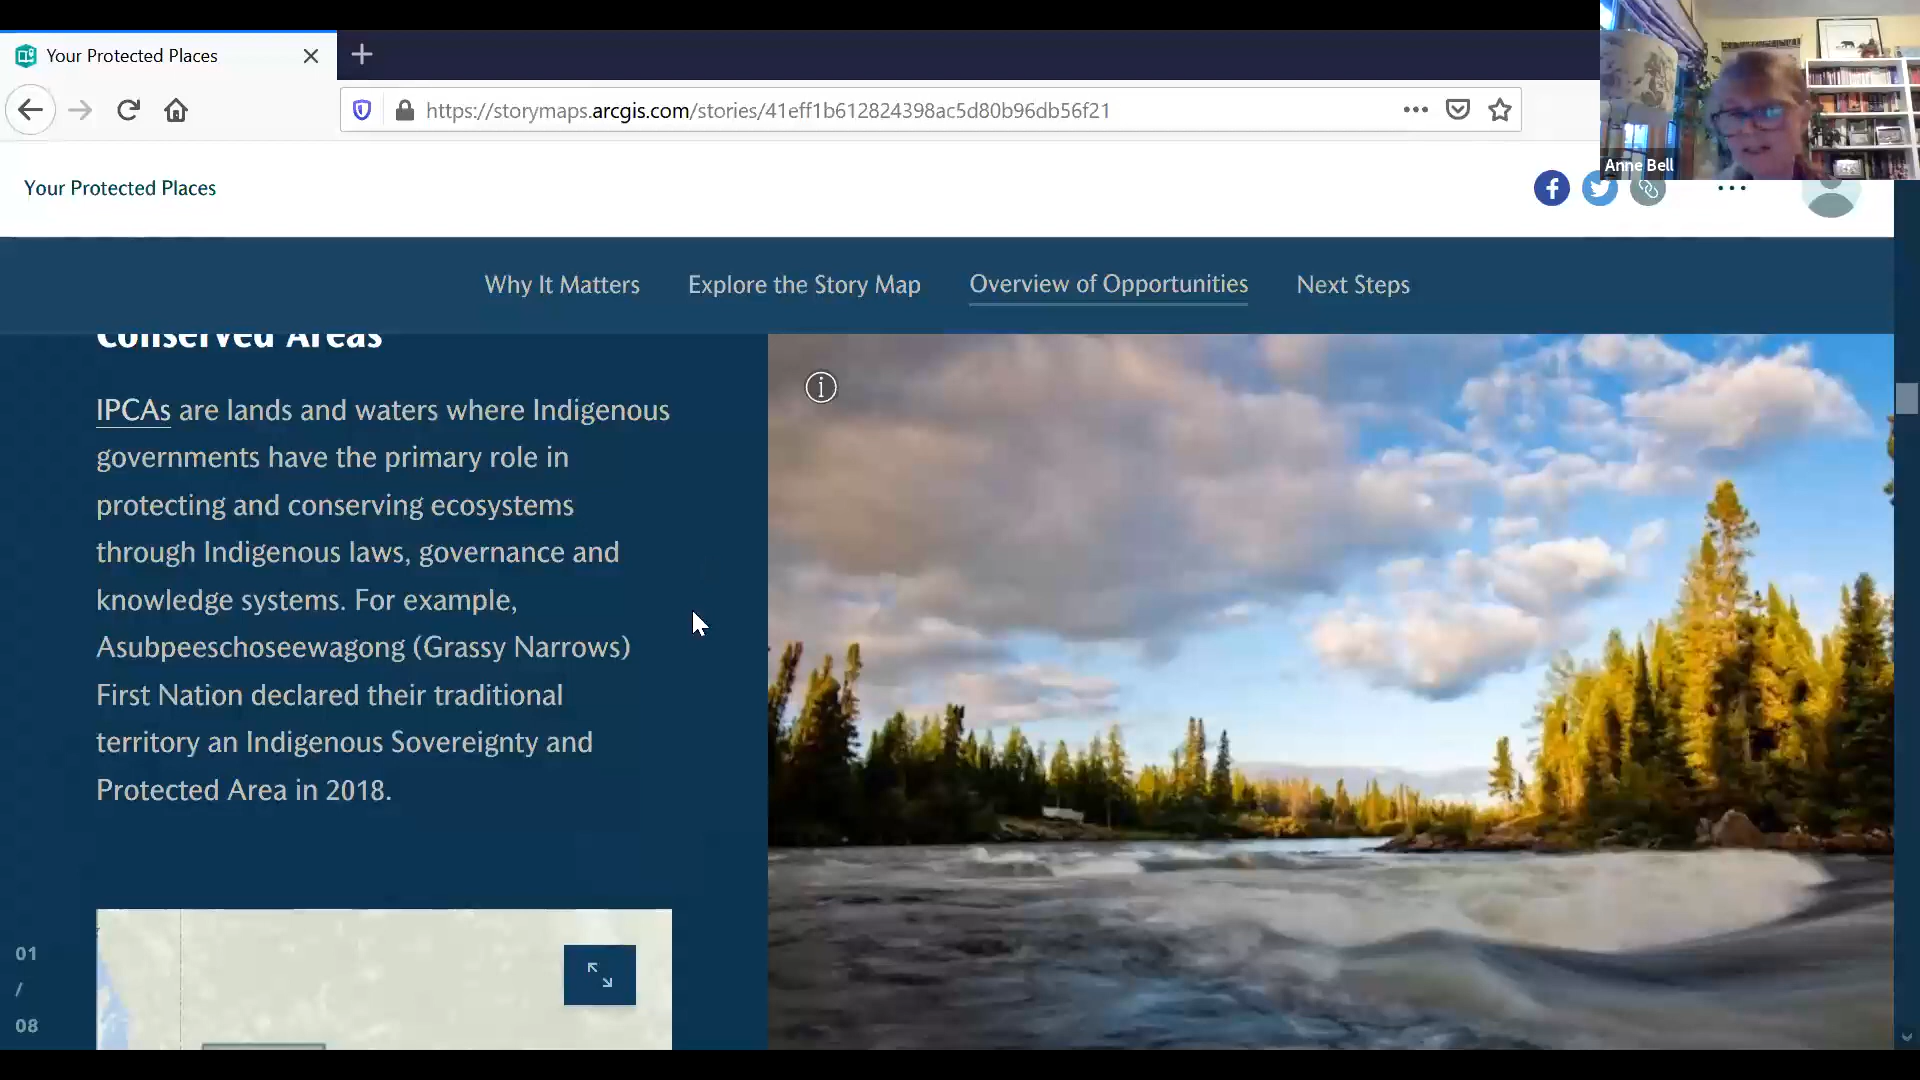 Your Protected Places
https://storymaps.arcgis.com/stories/41eff1b612824398ac5d80b96db56f21
Anne Bell
Your Protected Places
Why It Matters
Explore the Story Map
Overview of Opportunities
Next Steps
Conserved Areas
IPCAs are lands and waters where Indigenous
governments have the primary role in
protecting and conserving ecosystems
through Indigenous laws, governance and
knowledge systems. For example,
Asubpeeschoseewagong (Grassy Narrows)
First Nation declared their traditional
territory an Indigenous Sovereignty and
Protected Area in 2018.
01
/
08